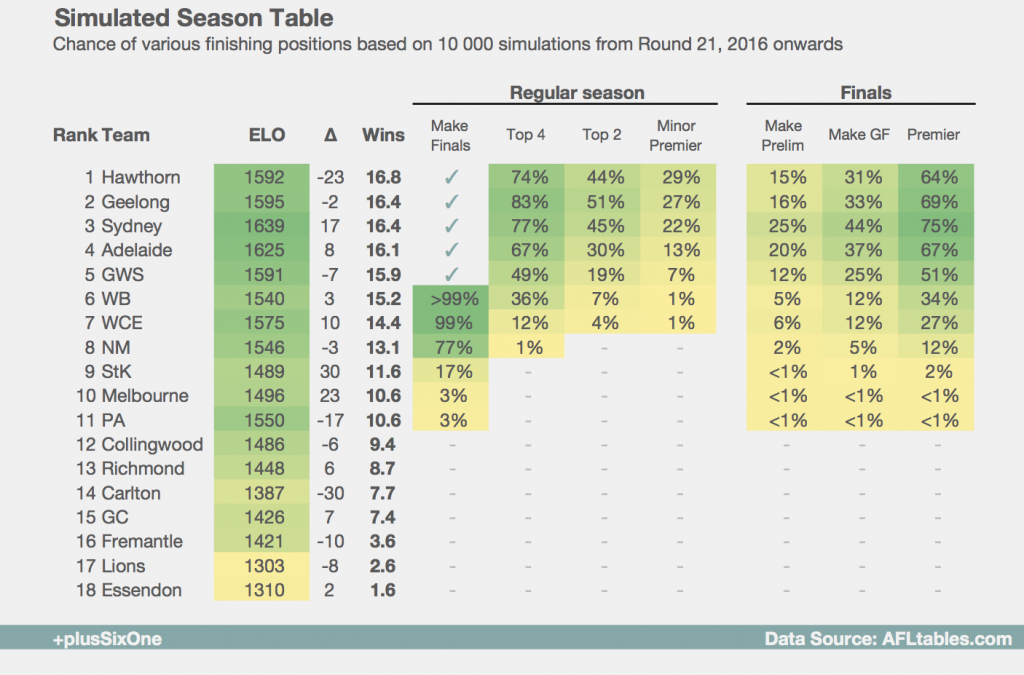 Simulated Season Table
Chance of various finishing positions based on 10 000 simulations from Round 21, 2016 onwards
Regular season Finals
Rank Team ELO Δ Wins Make Finals Top 4 Top 2 Minor Premier Make Prelim Make GF Premier
1 Hawthorn 1592 -23 16.8 ✓ 74% 44% 29% 15% 31% 64%
2 Geelong 1595 -2 16.4 ✓ 83% 51% 27% 16% 33% 69%
3 Sydney 1639 17 16.4 ✓ 77% 45% 22% 25% 44% 75%
4 Adelaide 1625 8 16.1 ✓ 67% 30% 13% 20% 37% 67%
5 GWS 1591 -7 15.9 ✓ 49% 19% 7% 12% 25% 51%
6 WB 1540 3 15.2 >99% 36% 7% 1% 5% 12% 34%
7 WCE 1575 10 14.4 99% 12% 4% 1% 6% 12% 27%
8 NM 1546 -3 13.1 77% 1% - - 2% 5% 12%
9 StK 1489 30 11.6 17% - - - <1% 1% 2%
10 Melbourne 1496 23 10.6 3% - - - <1% <1% <1%
11 PA 1550 -17 10.6 3% - - - <1% <1% <1%
12 Collingwood 1486 -6 9.4 - - - - - - -
13 Richmond 1448 6 8.7 - - - - - - -
14 Carlton 1387 -30 7.7 - - - - - - -
15 GC 1426 7 7.4 - - - - - - -
16 Fremantle 1421 -10 3.6 - - - - - - -
17 Lions 1303 -8 2.6 - - - - - - -
18 Essendon 1310 2 1.6 - - - - - - -
+plusSixOne Data Source: AFLtables.com